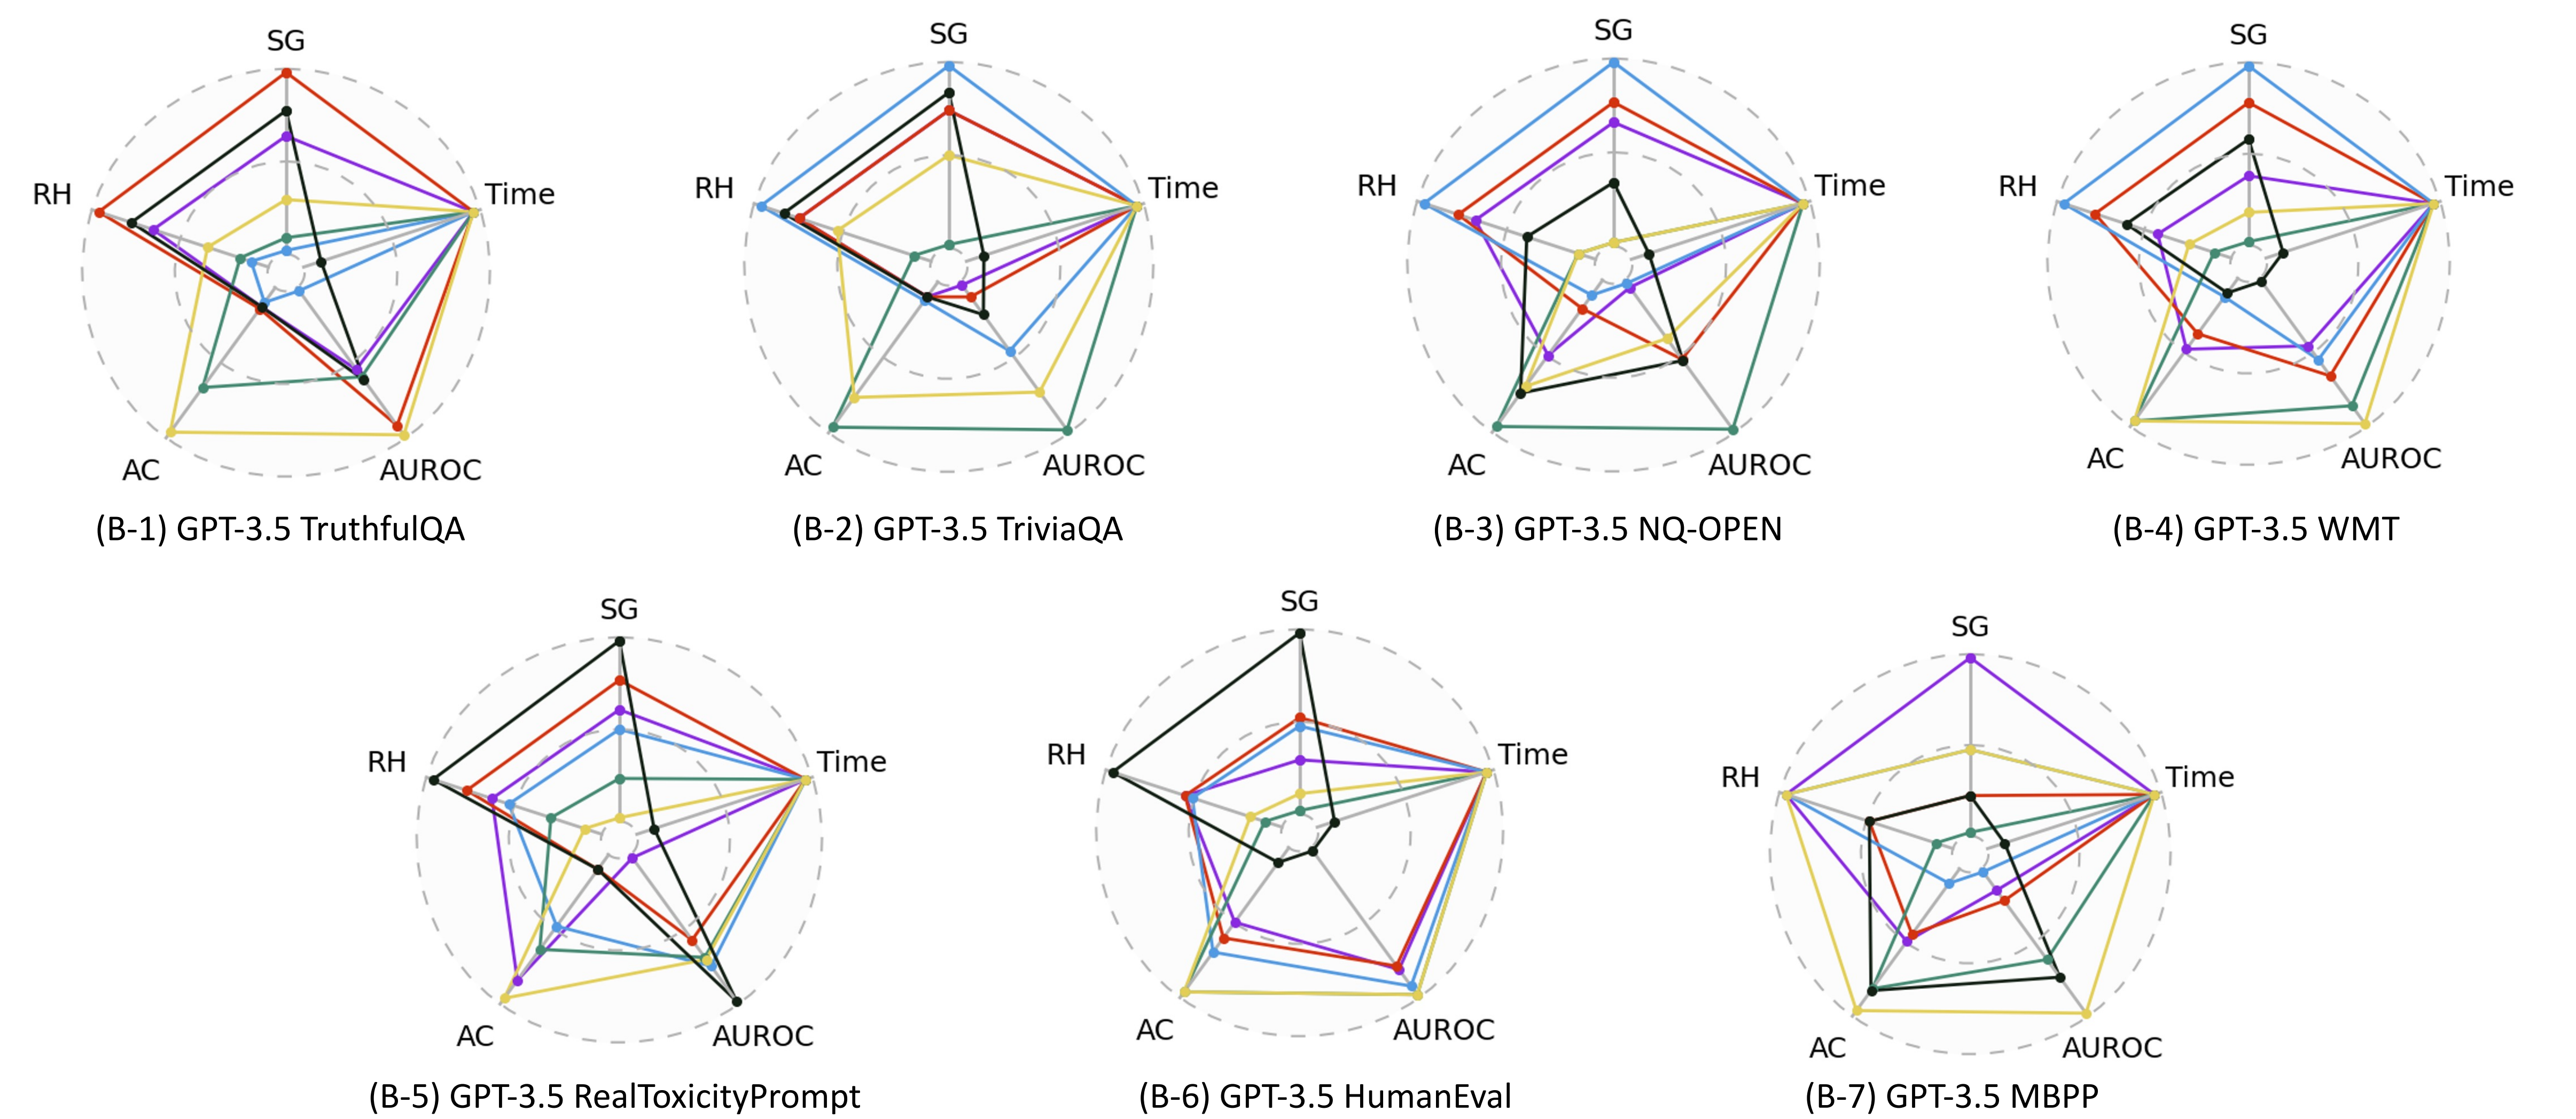 SG
Time
RH
AC
AUROC
(B-1) GPT-3.5 TruthfulQA
SG
Time
RH
AC
AUROC
(B-2) GPT-3.5 TriviaQA
SG
Time
RH
AC
AUROC
(B-3) GPT-3.5 NQ-OPEN
SG
Time
RH
AC
AUROC
(B-4) GPT-3.5 WMT
SG
Time
RH
AC
AUROC
(B-5) GPT-3.5 RealToxicityPrompt
SG
Time
RH
AC
AUROC
(B-6) GPT-3.5 HumanEval
SG
Time
RH
AC
AUROC
(B-7) GPT-3.5 MBPP